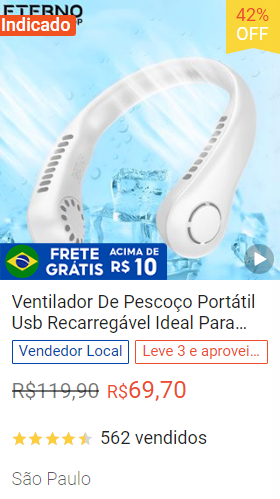 ETERNO
Indicado
42%
OFF
FRETE
GRÁTIS
ACIMA DE
R$ 10
Ventilador De Pescoço Portátil
Usb Recarregável Ideal Para...
Vendedor Local
Leve 3 e aprovei...
R$119,90 R$69,70
562 vendidos
São Paulo